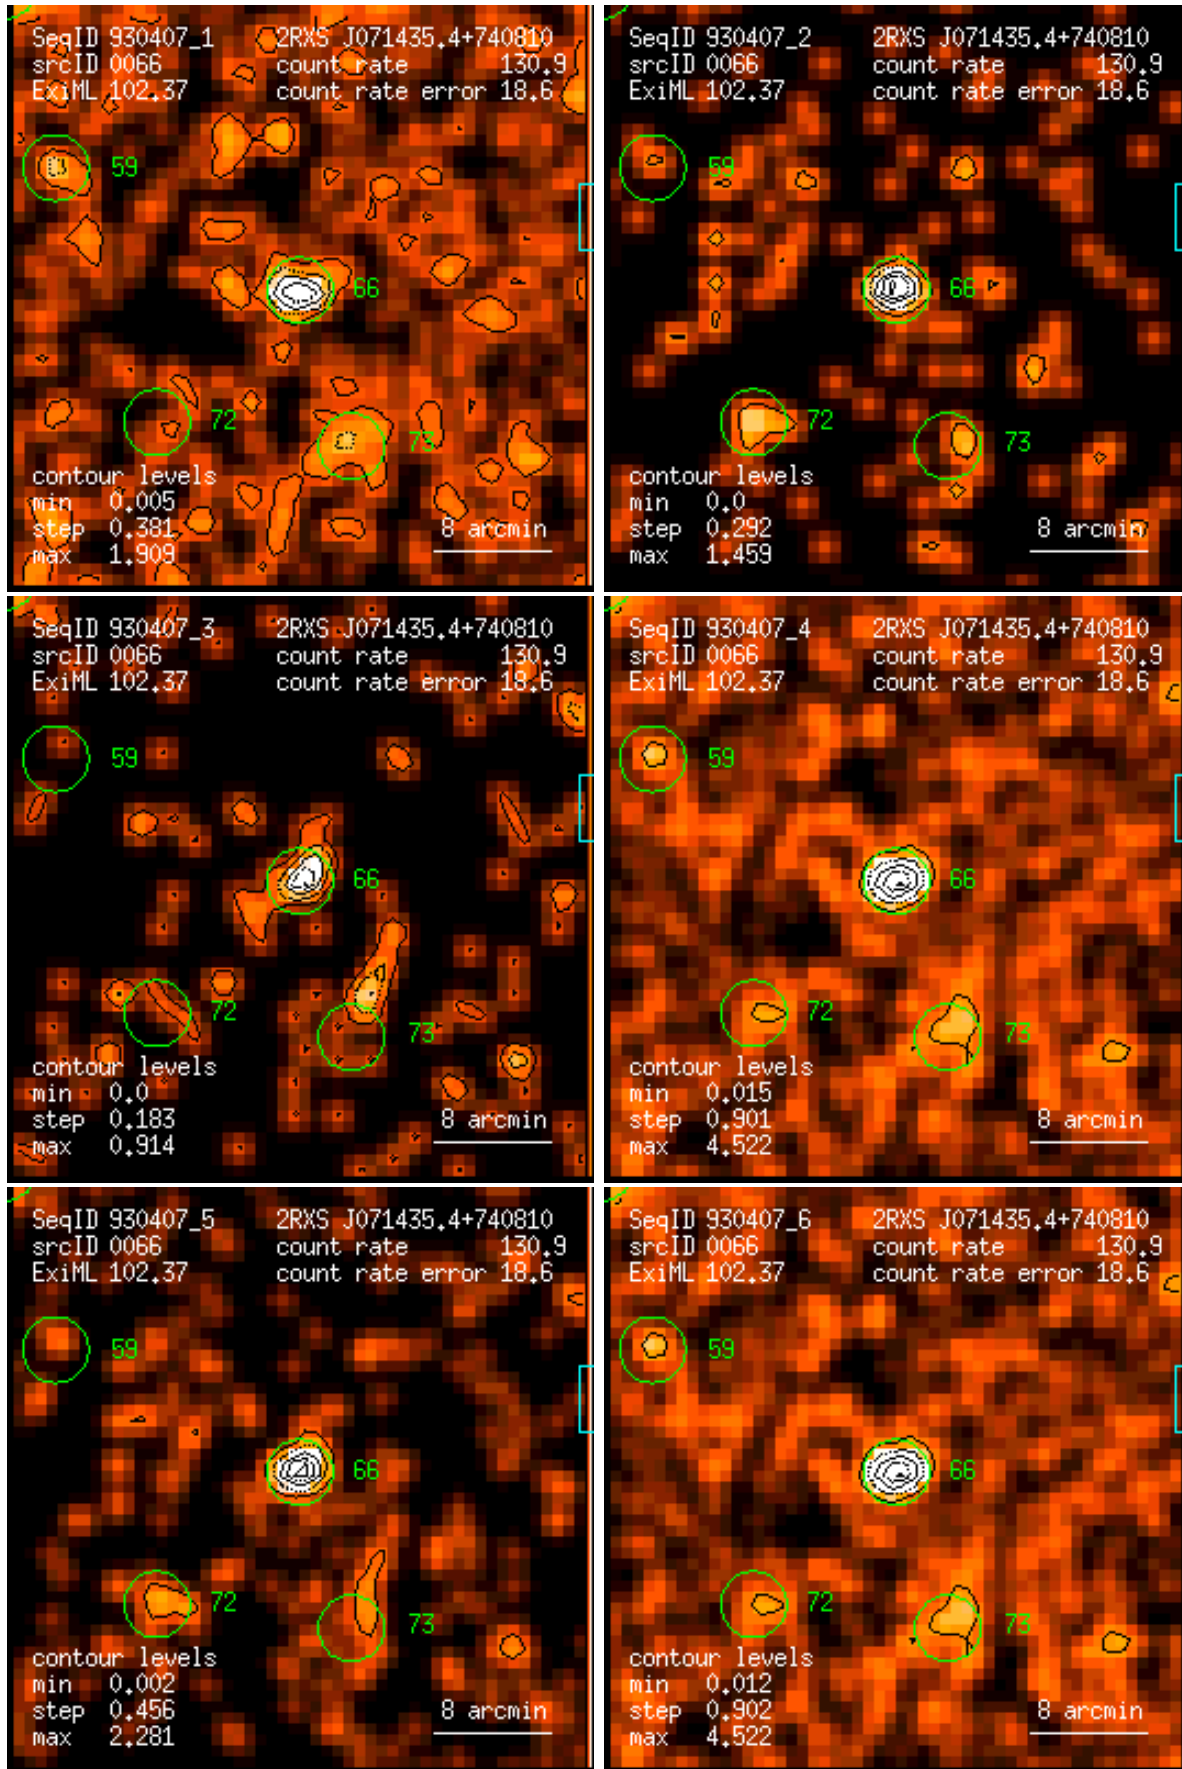 SeqID 930407_1 2RXS J071435.4+740810
srcID 0066 count rate 130.9
ExiML 102.37 count rate error 18.6
59
66
72
73
contour levels
min 0.005
step 0.381 8 arcmin
max 1.909
SeqID 930407_2 2RXS J071435.4+740810
srcID 0066 count rate 130.9
ExiML 102.37 count rate error 18.6
59
66
72
73
contour levels
min 0.0
step 0.292 8 arcmin
max 1.459
SeqID 930407_3 2RXS J071435.4+740810
srcID 0066 count rate 130.9
ExiML 102.37 count rate error 18.6
59
66
72
73
contour levels
min 0.0
step 0.183 8 arcmin
max 0.914
SeqID 930407_4 2RXS J071435.4+740810
srcID 0066 count rate 130.9
ExiML 102.37 count rate error 18.6
59
66
72
73
contour levels
min 0.015
step 0.901 8 arcmin
max 4.522
SeqID 930407_5 2RXS J071435.4+740810
srcID 0066 count rate 130.9
ExiML 102.37 count rate error 18.6
59
66
72
73
contour levels
min 0.002
step 0.456 8 arcmin
max 2.281
SeqID 930407_6 2RXS J071435.4+740810
srcID 0066 count rate 130.9
ExiML 102.37 count rate error 18.6
59
66
72
73
contour levels
min 0.012
step 0.902 8 arcmin
max 4.522